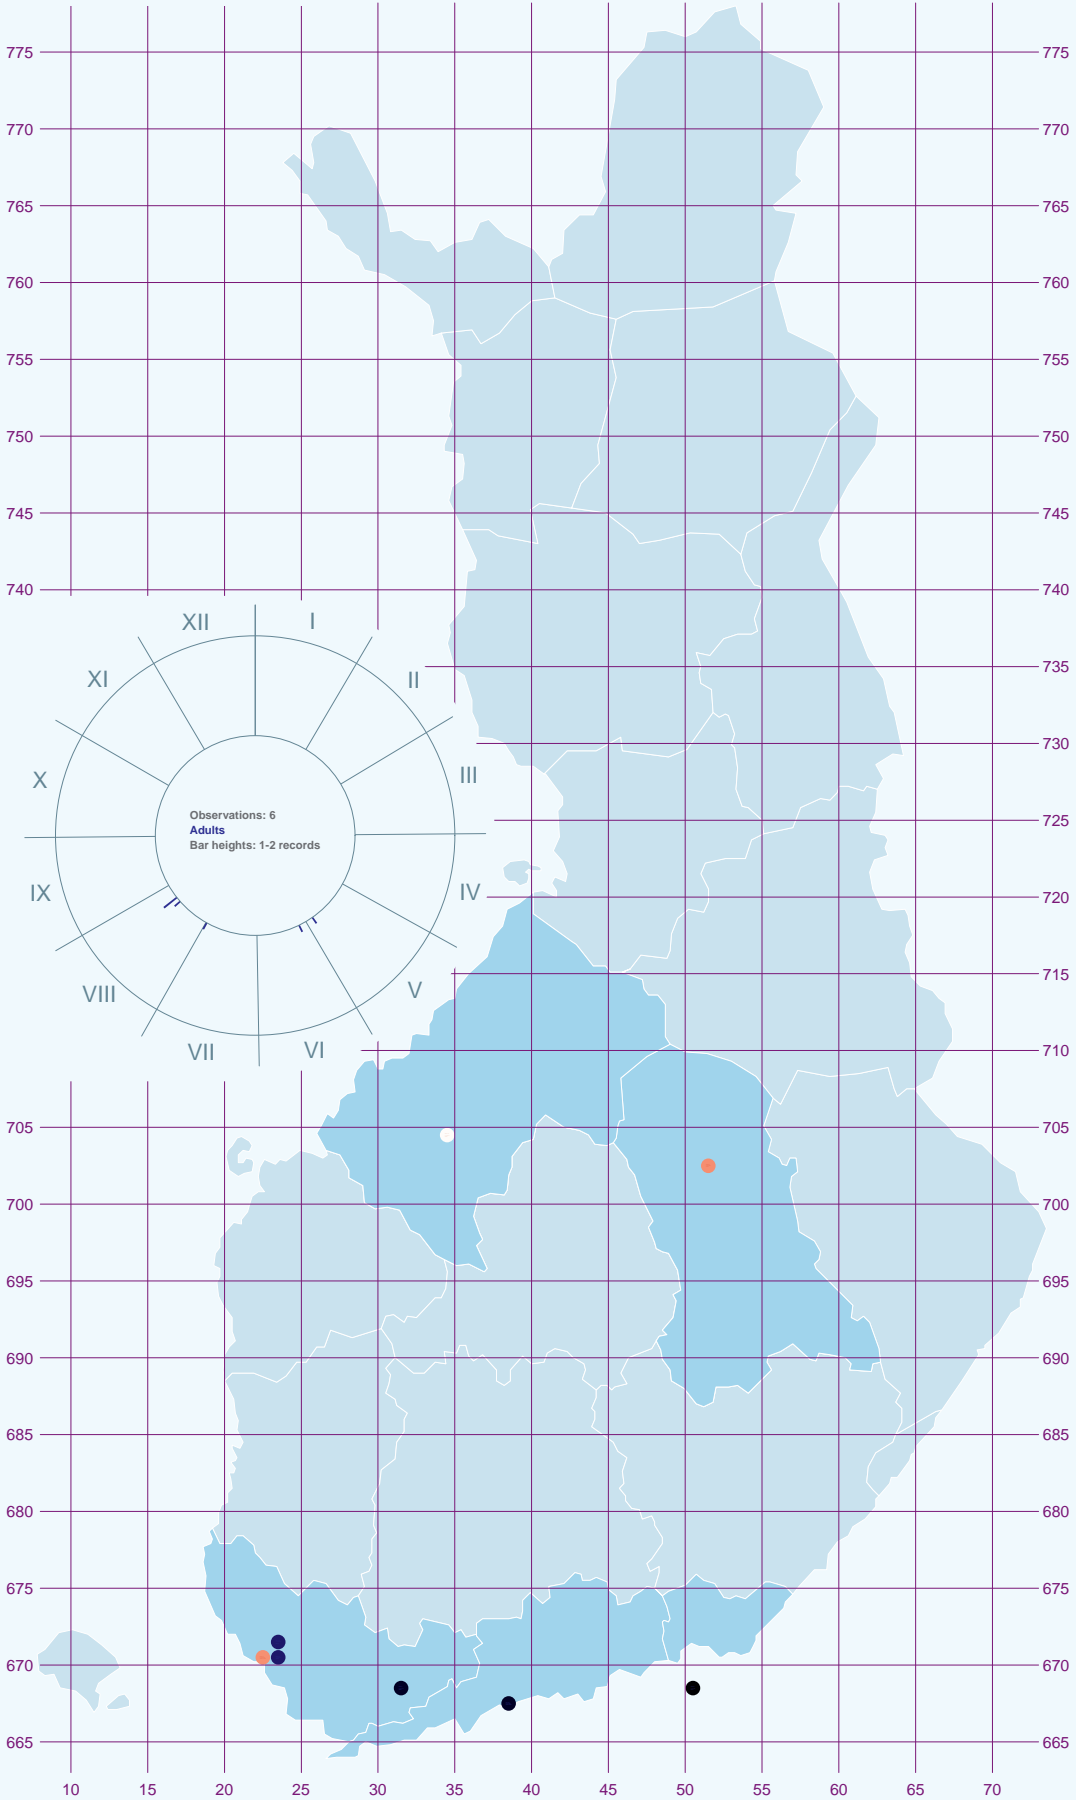 775 775
770 770
765 765
760 760
755 755
750 750
745 745
740 740
XII I
XI II
735
730
X III
Observations: 6
Adults
Bar heights: 1-2 records
725
IX IV
720
715
VIII V
VII VI
710
705 705
700 700
695 695
690 690
685 685
680 680
675 675
670 670
665 665
10 15 20 25 30 35 40 45 50 55 60 65 70